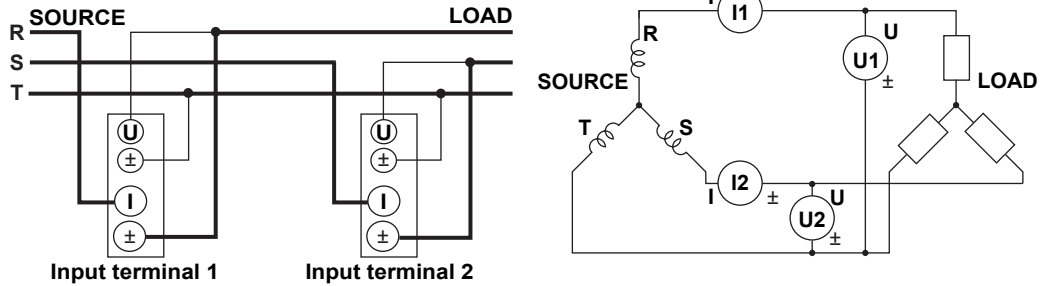 SOURCE
LOAD
R
S
T
U
±
I
±
U
±
I
±
Input terminal 1
Input terminal 2
I1
R
U
U1
±
SOURCE
LOAD
T
S
I
I2
±
U
U2
±